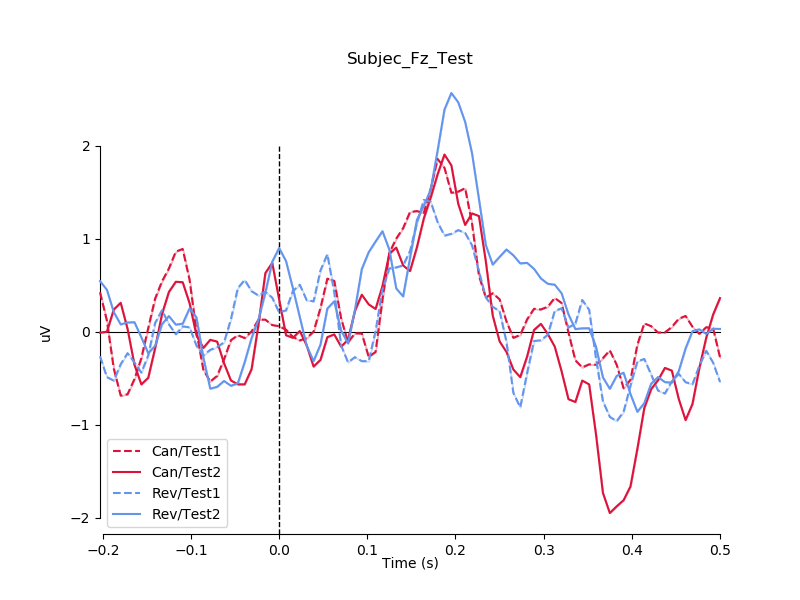 Subjec_Fz_Test
uV
2
1
0
−1
−2
Can/Test1
Can/Test2
Rev/Test1
Rev/Test2
−0.2 −0.1 0.0 0.1 0.2 0.3 0.4 0.5
Time (s)